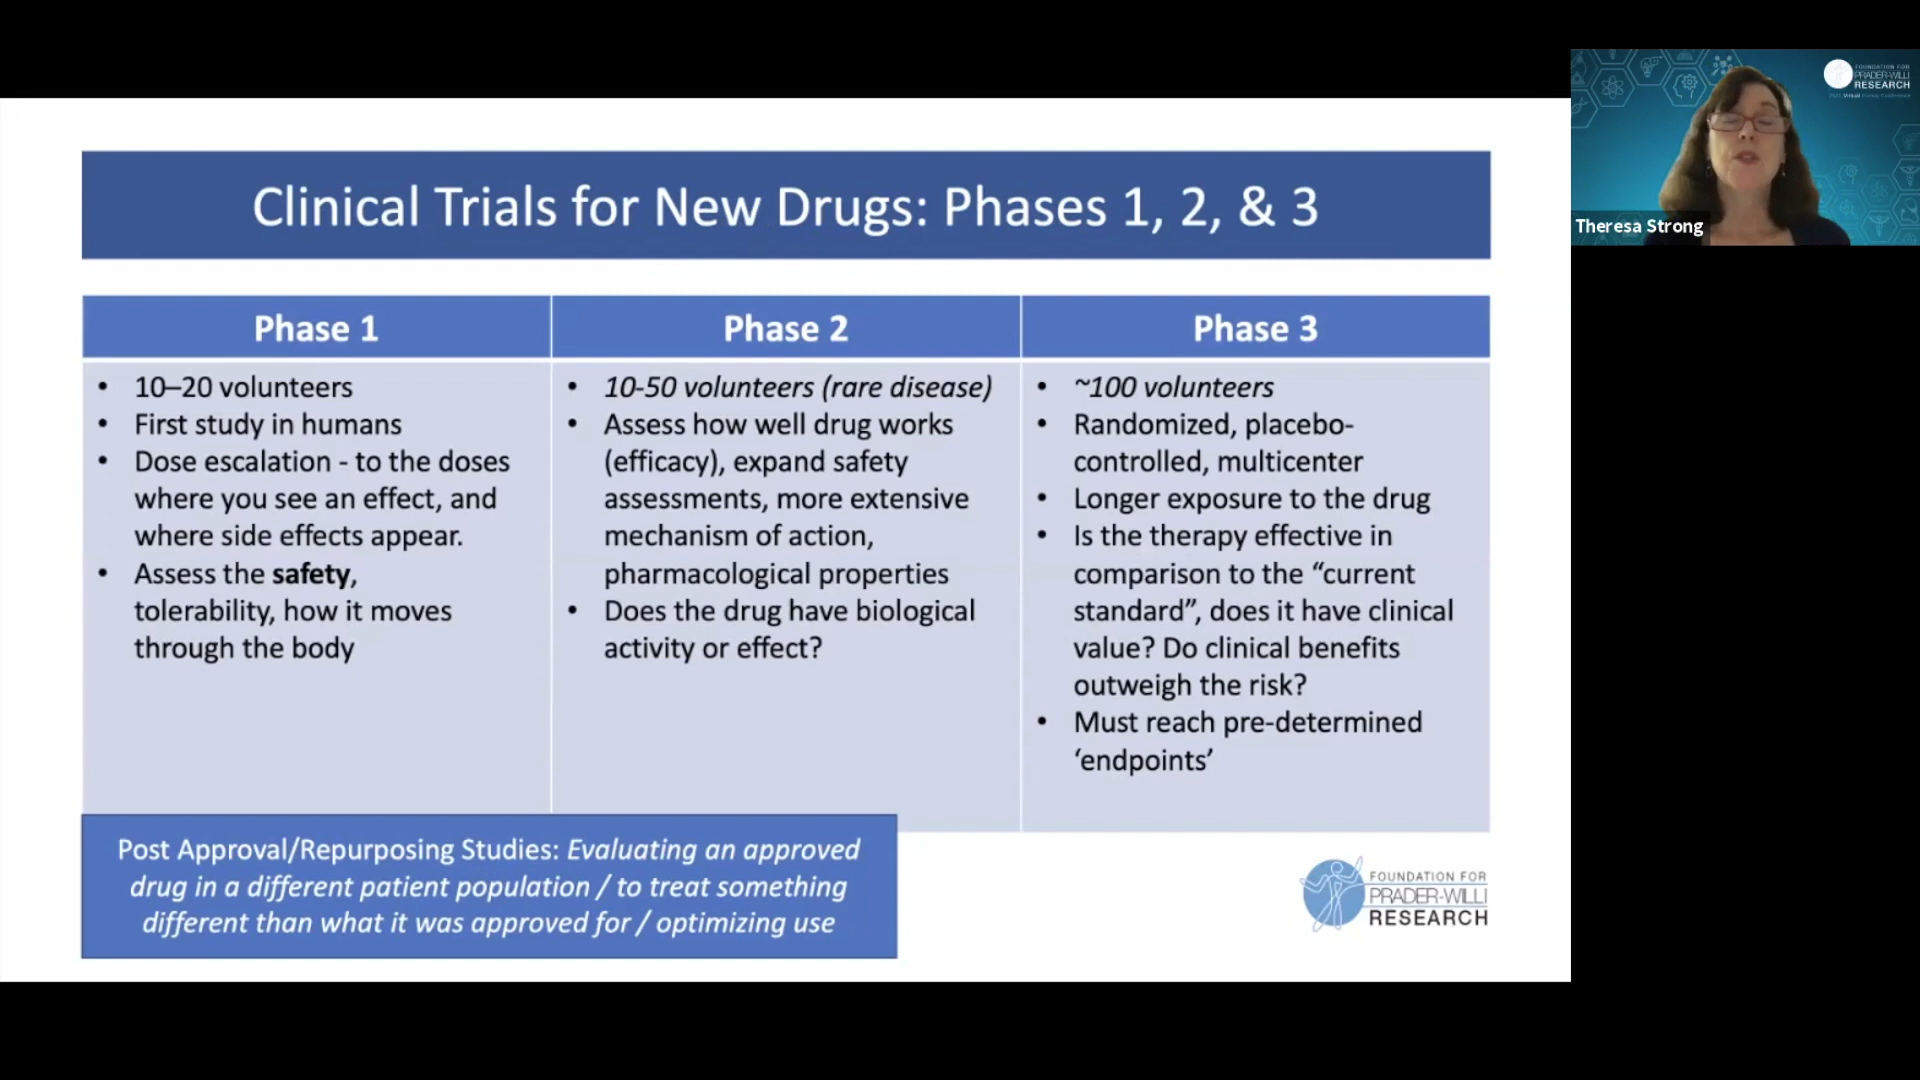 Clinical Trials for New Drugs: Phases 1, 2, & 3
Phase 1
• 10–20 volunteers
• First study in humans
• Dose escalation - to the doses
where you see an effect, and
where side effects appear.
• Assess the safety,
tolerability, how it moves
through the body
Phase 2
• 10-50 volunteers (rare disease)
• Assess how well drug works
(efficacy), expand safety
assessments, more extensive
mechanism of action,
pharmacological properties
• Does the drug have biological
activity or effect?
Phase 3
• ~100 volunteers
• Randomized, placebo-
controlled, multicenter
• Longer exposure to the drug
• Is the therapy effective in
comparison to the “current
standard”, does it have clinical
value? Do clinical benefits
outweigh the risk?
• Must reach pre-determined
‘endpoints’
Post Approval/Repurposing Studies: Evaluating an approved
drug in a different patient population / to treat something
different than what it was approved for / optimizing use
FOUNDATION FOR
PRADER-WILLI
RESEARCH
FOUNDATION FOR
PRADER-WILLI
RESEARCH
Theresa Strong